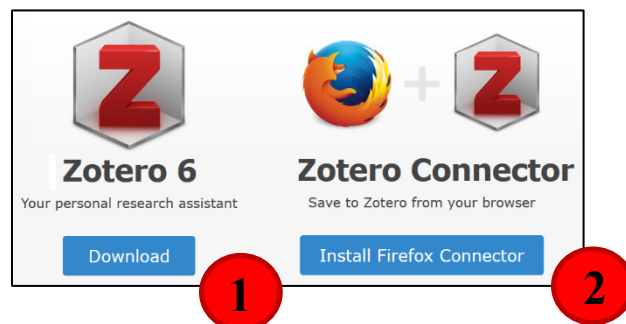 Z
Zotero 6
Your personal research assistant
Download
1
+
Z
Zotero Connector
Save to Zotero from your browser
Install Firefox Connector
2